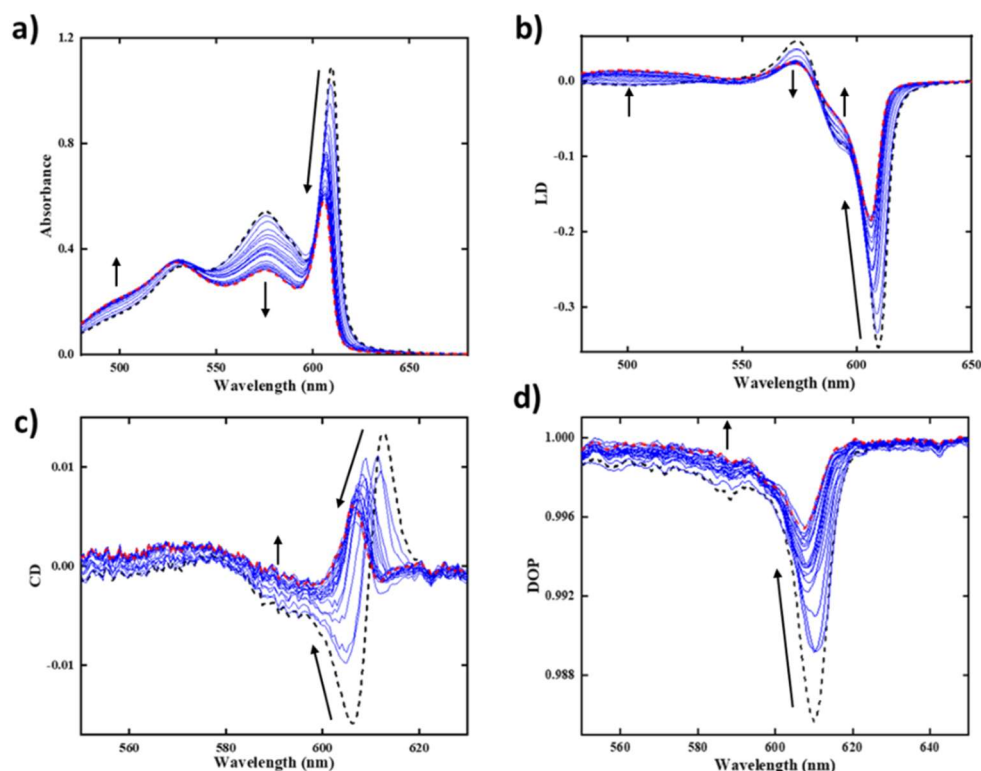 a)
1.2
0.8
0.4
0.0
Absorbance
500 550 600 650
Wavelength (nm)
b)
0.0
-0.1
-0.2
-0.3
LD
500 550 600 650
Wavelength (nm)
c)
0.01
0.00
-0.01
CD
560 580 600 620
Wavelength (nm)
d)
1.000
0.996
0.992
0.988
DOP
560 580 600 620 640
Wavelength (nm)